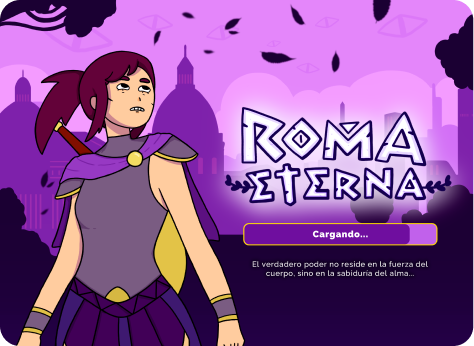 ROMA
ETERNA
Cargando...
El verdadero poder no reside en la fuerza del
cuerpo, sino en la sabiduría del alma...